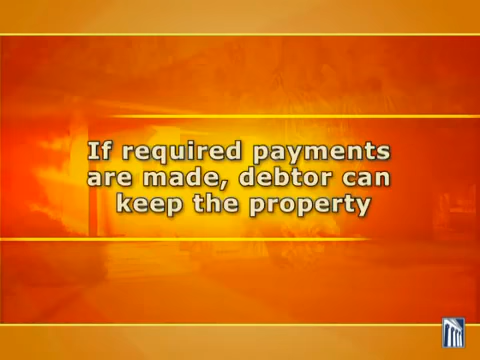 If required payments
are made, debtor can
keep the property